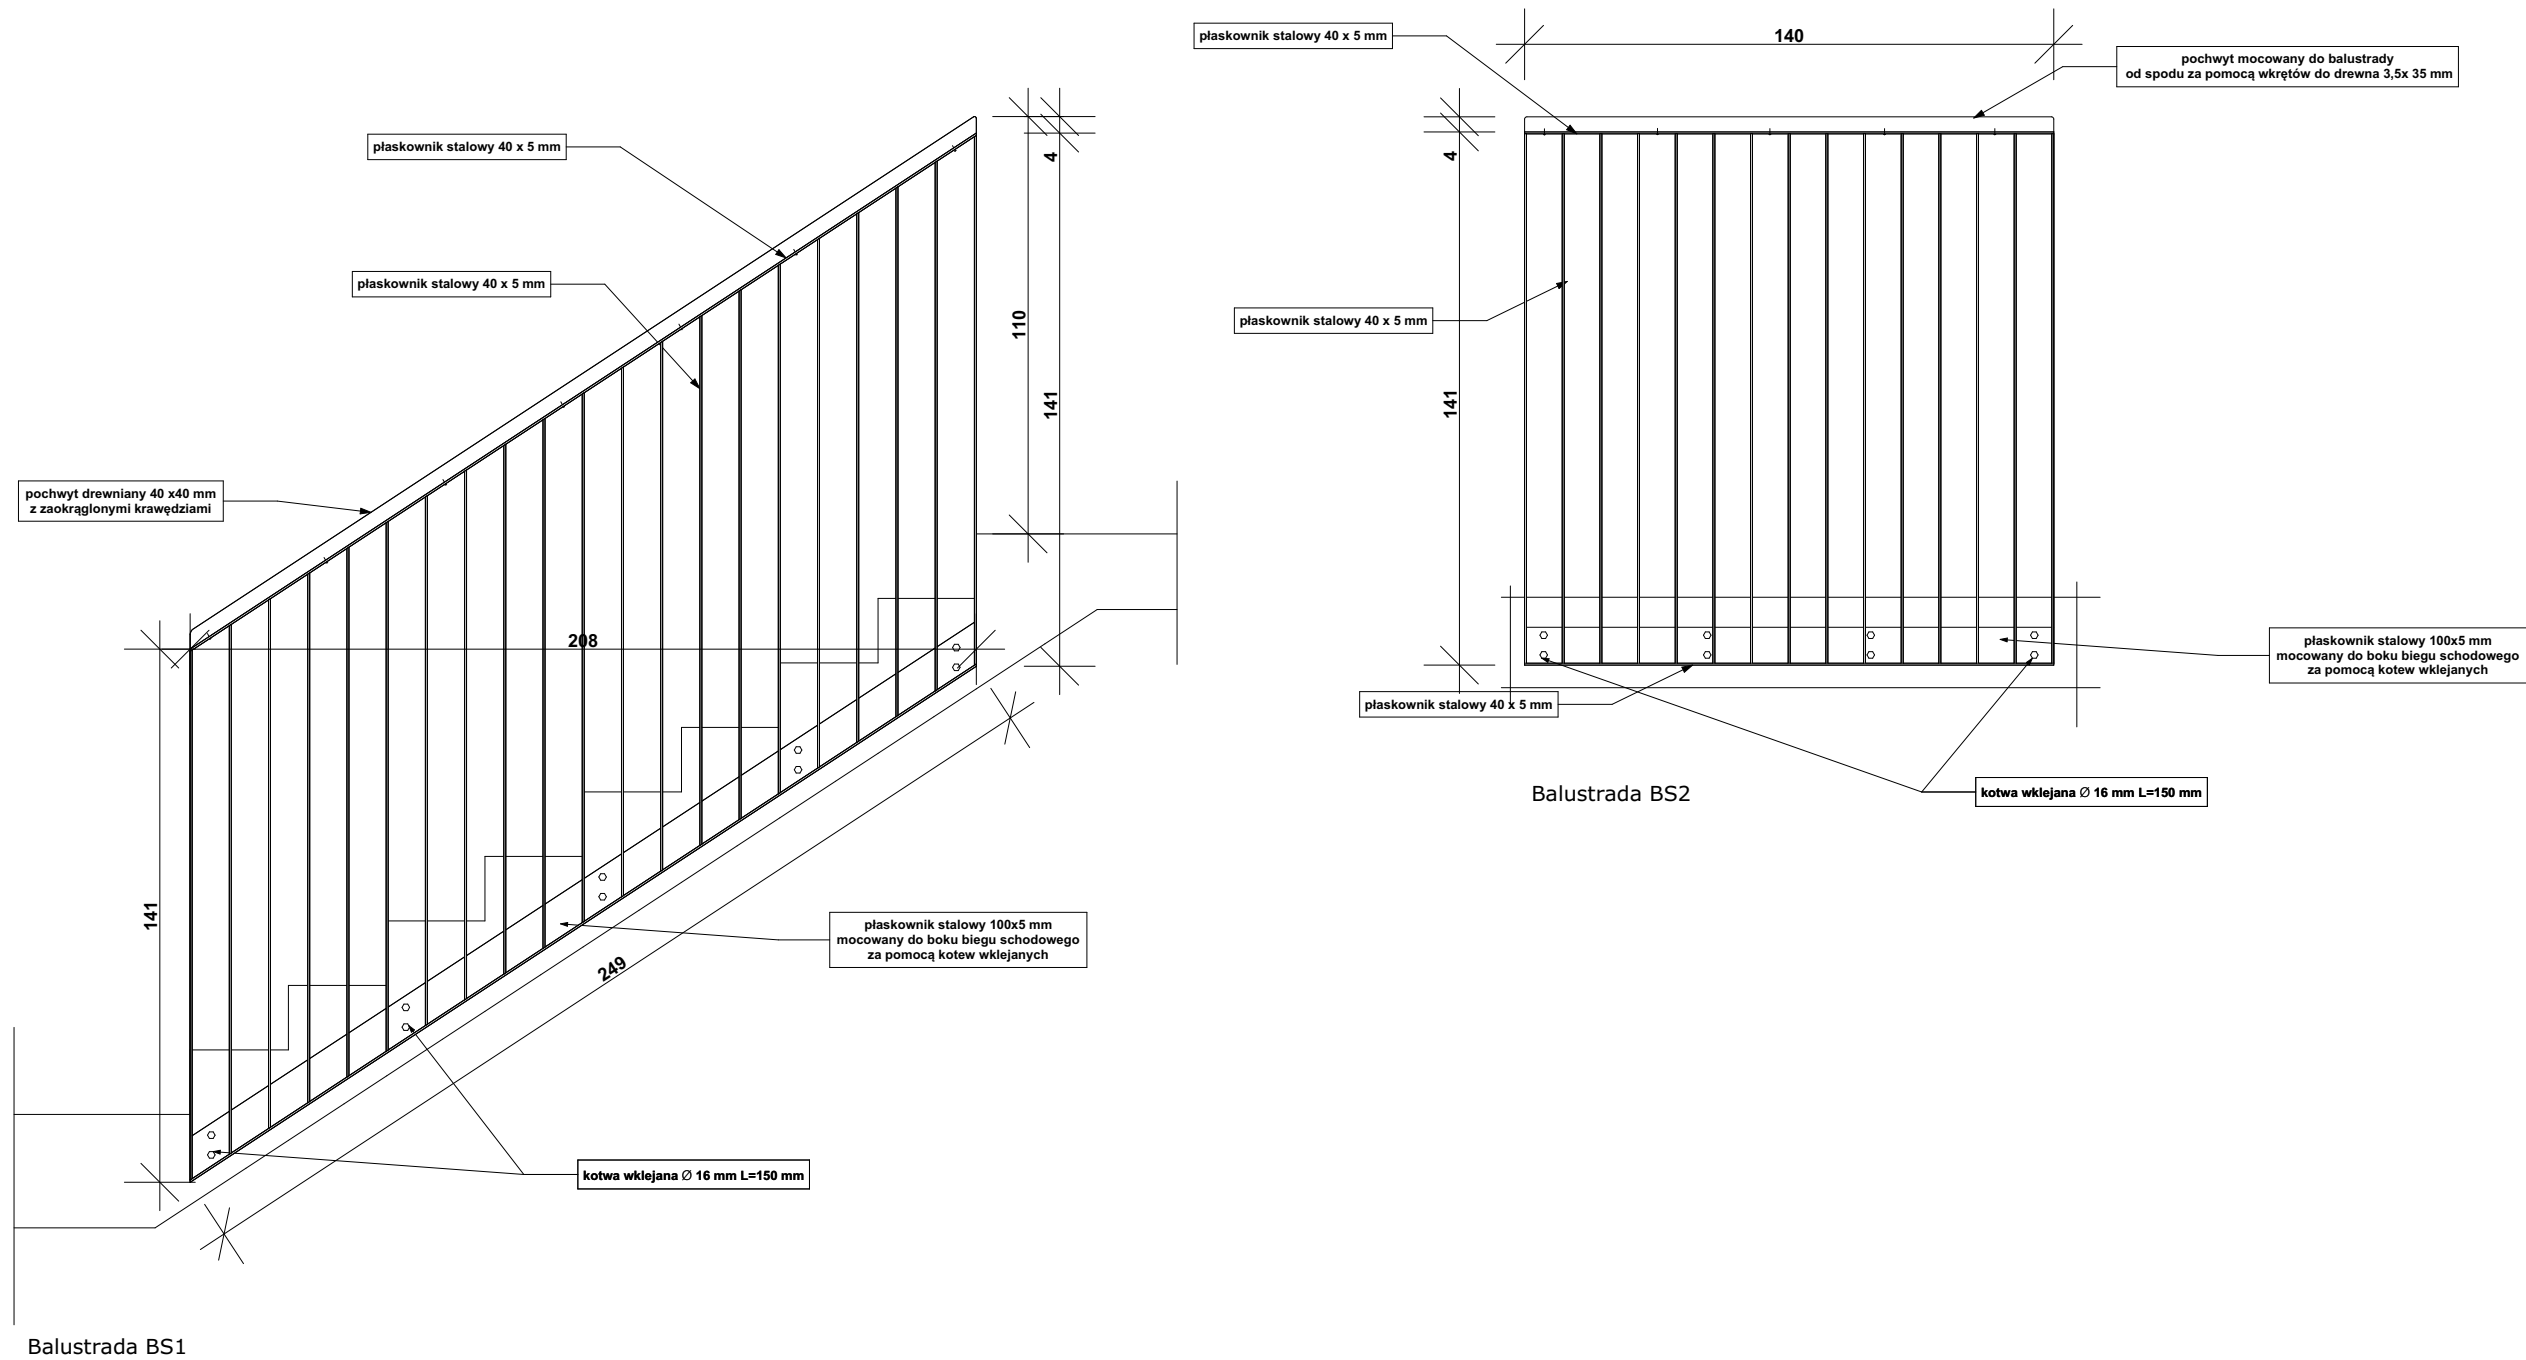 płaskownik stalowy 40 x 5 mm
140
pochwyt mocowany do balustrady
od spodu za pomocą wkrętów do drewna 3,5x 35 mm
płaskownik stalowy 40 x 5 mm
4
4
płaskownik stalowy 40 x 5 mm
110
płaskownik stalowy 40 x 5 mm
141
141
pochwyt drewniany 40 x40 mm
z zaokrąglonymi krawędziami
208
płaskownik stalowy 100x5 mm
mocowany do boku biegu schodowego
za pomocą kotew wklejanych
płaskownik stalowy 40 x 5 mm
Balustrada BS2
kotwa wklejana Ø 16 mm L=150 mm
141
płaskownik stalowy 100x5 mm
mocowany do boku biegu schodowego
za pomocą kotew wklejanych
249
kotwa wklejana Ø 16 mm L=150 mm
Balustrada BS1